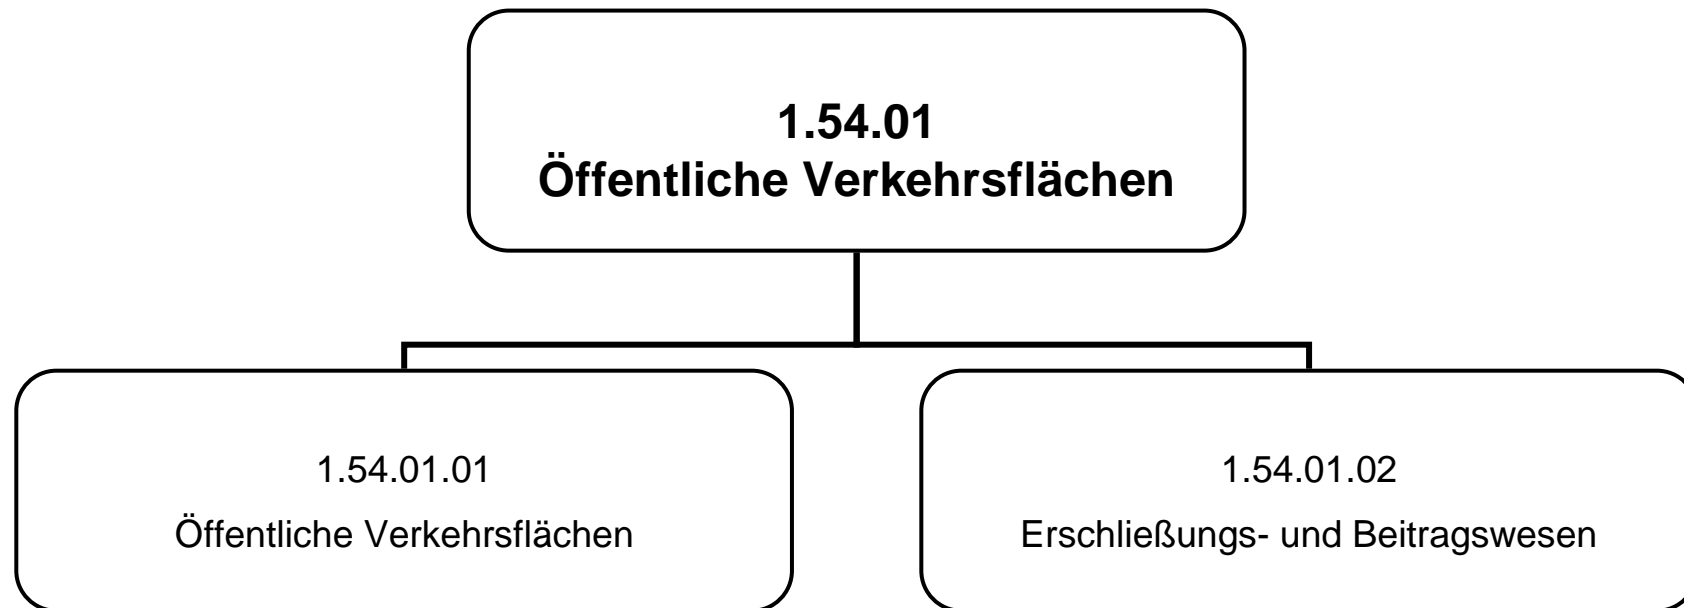 1.54.01
Öffentliche Verkehrsflächen
1.54.01.01
Öffentliche Verkehrsflächen
1.54.01.02
Erschließungs- und Beitragswesen